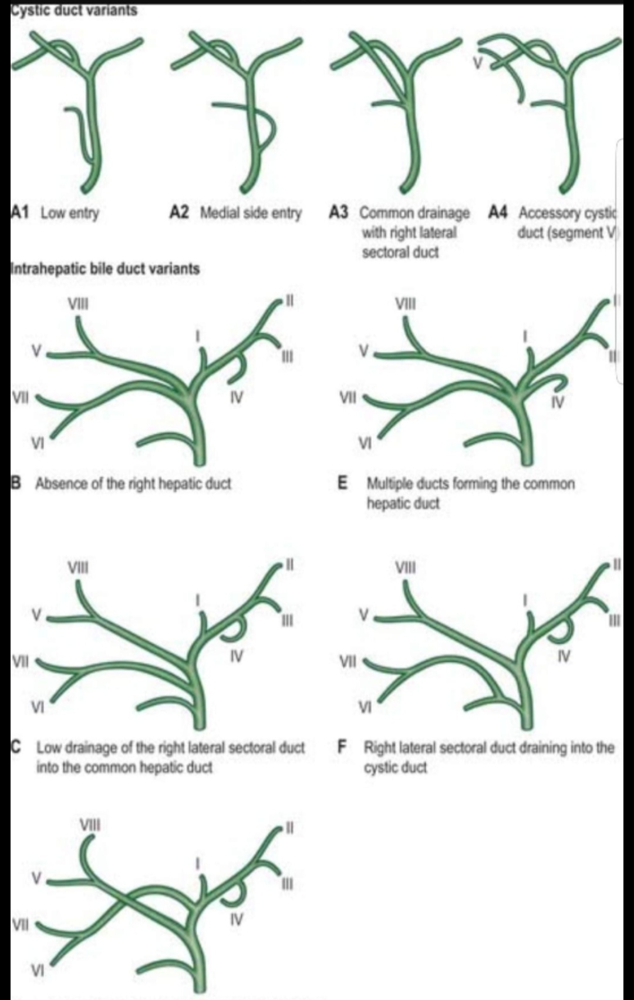 Cystic duct variants
V
A1 Low entry
A2 Medial side entry
A3 Common drainage
with right lateral
sectoral duct
A4 Accessory cystic
duct (segment V)
Intrahepatic bile duct variants
VIII
II
I
V
III
VII
IV
VI
VIII
I
V
VII
IV
VI
B Absence of the right hepatic duct
E Multiple ducts forming the common
hepatic duct
VIII
II
I
V
III
VII
IV
VI
VIII
II
I
V
III
VII
IV
VI
C Low drainage of the right lateral sectoral duct
into the common hepatic duct
F Right lateral sectoral duct draining into the
cystic duct
VIII
II
I
V
III
VII
IV
VI